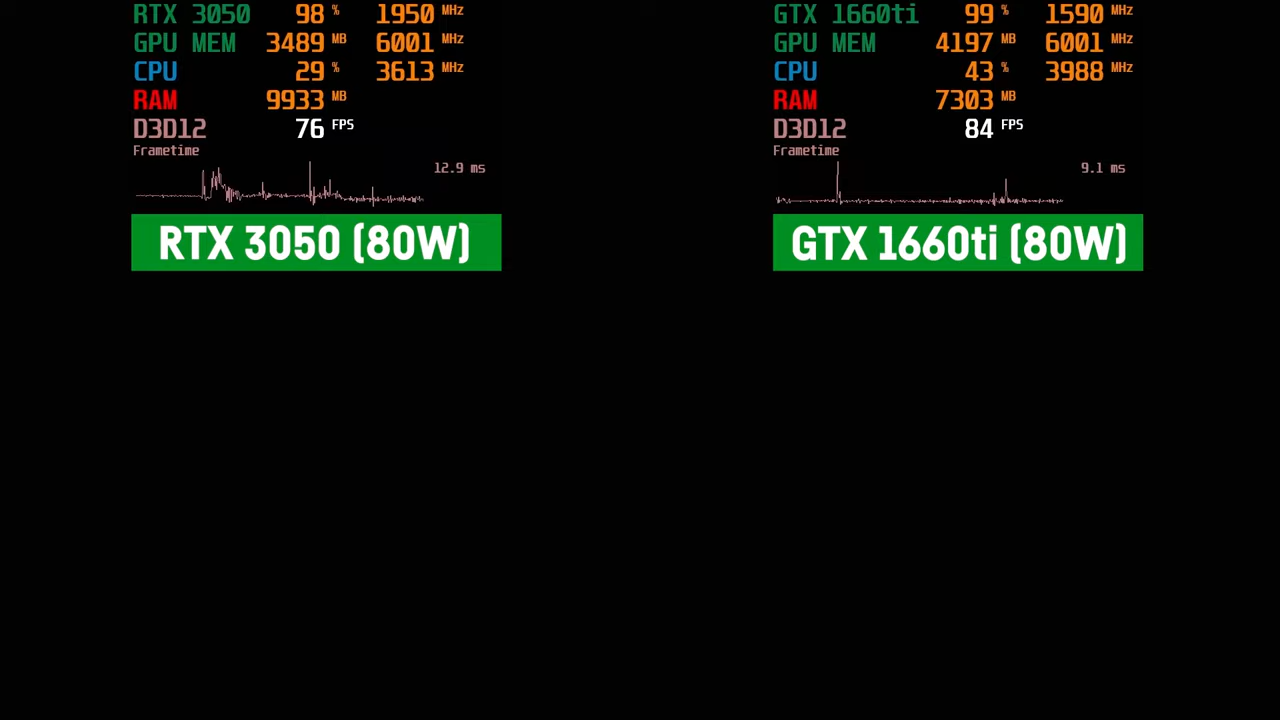 RTX 3050 98 % 1950 MHz
GPU MEM 3489 MB 6001 MHz
CPU 29 % 3613 MHz
RAM 9933 MB
D3D12 76 FPS
Frametime
12.9 ms
RTX 3050 (80W)
GTX 1660ti 99 % 1590 MHz
GPU MEM 4197 MB 6001 MHz
CPU 43 % 3988 MHz
RAM 7303 MB
D3D12 84 FPS
Frametime
9.1 ms
GTX 1660ti (80W)